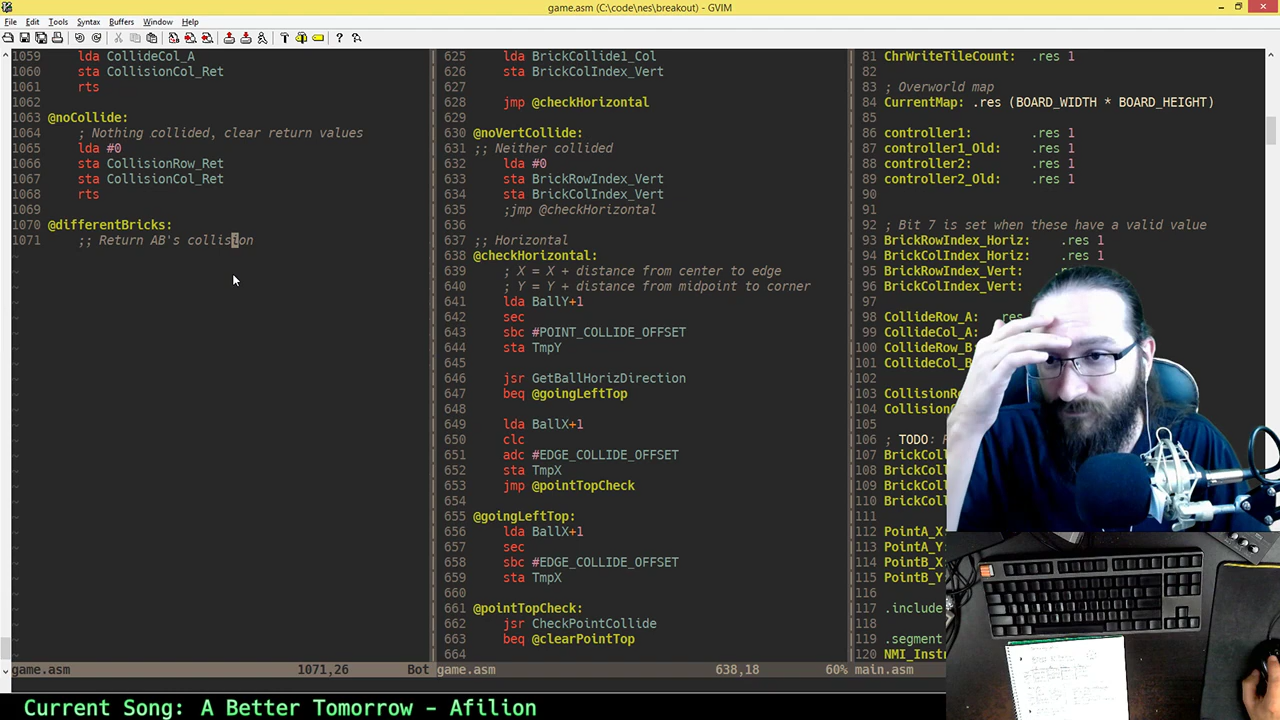 game.asm (C:\code\nes\breakout) - GVIM
File Edit Tools Syntax Buffers Window Help
1059 lda CollideCol_A
1060 sta CollisionCol_Ret
1061 rts
1062
1063 @noCollide:
1064 ; Nothing collided, clear return values
1065 lda #0
1066 sta CollisionRow_Ret
1067 sta CollisionCol_Ret
1068 rts
1069
1070 @differentBricks:
1071 ;; Return AB's collision
game.asm 1071,26 Bot
625 lda BrickCollide1_Col
626 sta BrickColIndex_Vert
627
628 jmp @checkHorizontal
629
630 @noVertCollide:
631 ;; Neither collided
632 lda #0
633 sta BrickRowIndex_Vert
634 sta BrickColIndex_Vert
635 ;jmp @checkHorizontal
636
637 ;; Horizontal
638 @checkHorizontal:
639 ; X = X + distance from center to edge
640 ; Y = Y + distance from midpoint to corner
641 lda BallY+1
642 sec
643 sbc #POINT_COLLIDE_OFFSET
644 sta TmpY
645
646 jsr GetBallHorizDirection
647 beq @goingLeftTop
648
649 lda BallX+1
650 clc
651 adc #EDGE_COLLIDE_OFFSET
652 sta TmpX
653 jmp @pointTopCheck
654
655 @goingLeftTop:
656 lda BallX+1
657 sec
658 sbc #EDGE_COLLIDE_OFFSET
659 sta TmpX
660
661 @pointTopCheck:
662 jsr CheckPointCollide
663 beq @clearPointTop
664
game.asm 638,18 60%
81 ChrWriteTileCount: .res 1
82
83 ; Overworld map
84 CurrentMap: .res (BOARD_WIDTH * BOARD_HEIGHT)
85
86 controller1: .res 1
87 controller1_Old: .res 1
88 controller2: .res 1
89 controller2_Old: .res 1
90
91
92 ; Bit 7 is set when these have a valid value
93 BrickRowIndex_Horiz: .res 1
94 BrickColIndex_Horiz: .res 1
95 BrickRowIndex_Vert:
96 BrickColIndex_Vert:
97
98 CollideRow_A:
99 CollideCol_A:
100 CollideRow_B
101 CollideCol_B
102
103
104
105
106 ; TODO:
107
108
109
110
111
112 PointA_X
113 PointA_Y
114 PointB_X
115 PointB_Y
116
117 .include
118
119 .segment
120 NMI_Instr
main.asm
Current Song: A Better Tomorrow - Afilion